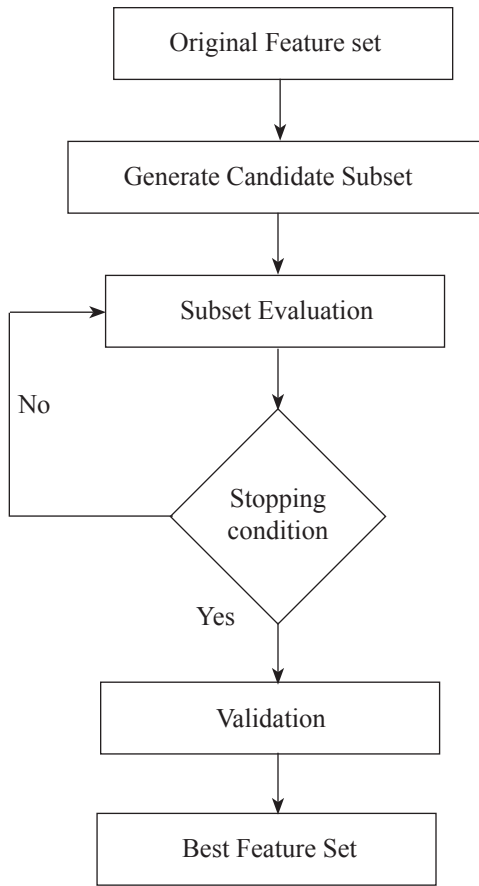 Original Feature set
Generate Candidate Subset
Subset Evaluation
No
Stopping
condition
Yes
Validation
Best Feature Set